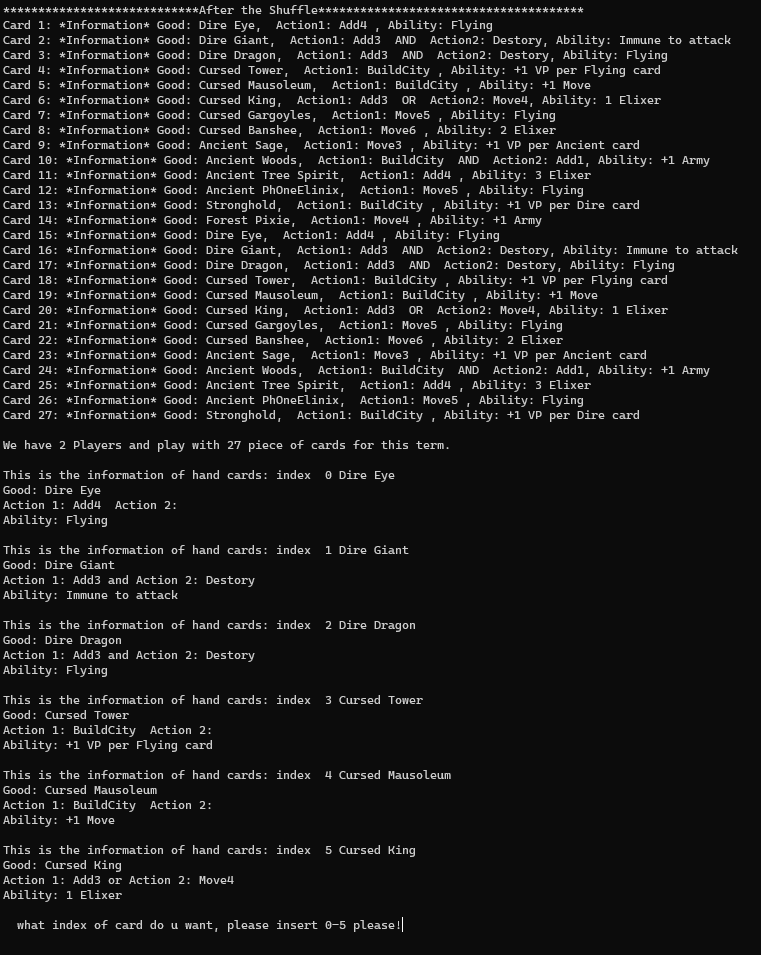 ****************************After the Shuffle**************************************
Card 1: *Information* Good: Dire Eye,  Action1: Add4 , Ability: Flying
Card 2: *Information* Good: Dire Giant,  Action1: Add3  AND  Action2: Destory, Ability: Immune to attack
Card 3: *Information* Good: Dire Dragon,  Action1: Add3  AND  Action2: Destory, Ability: Flying
Card 4: *Information* Good: Cursed Tower,  Action1: BuildCity , Ability: +1 VP per Flying card
Card 5: *Information* Good: Cursed Mausoleum,  Action1: BuildCity , Ability: +1 Move
Card 6: *Information* Good: Cursed King,  Action1: Add3  OR  Action2: Move4, Ability: 1 Elixer
Card 7: *Information* Good: Cursed Gargoyles,  Action1: Move5 , Ability: Flying
Card 8: *Information* Good: Cursed Banshee,  Action1: Move6 , Ability: 2 Elixer
Card 9: *Information* Good: Ancient Sage,  Action1: Move3 , Ability: +1 VP per Ancient card
Card 10: *Information* Good: Ancient Woods,  Action1: BuildCity  AND  Action2: Add1, Ability: +1 Army
Card 11: *Information* Good: Ancient Tree Spirit,  Action1: Add4 , Ability: 3 Elixer
Card 12: *Information* Good: Ancient PhOneElinix,  Action1: Move5 , Ability: Flying
Card 13: *Information* Good: Stronghold,  Action1: BuildCity , Ability: +1 VP per Dire card
Card 14: *Information* Good: Forest Pixie,  Action1: Move4 , Ability: +1 Army
Card 15: *Information* Good: Dire Eye,  Action1: Add4 , Ability: Flying
Card 16: *Information* Good: Dire Giant,  Action1: Add3  AND  Action2: Destory, Ability: Immune to attack
Card 17: *Information* Good: Dire Dragon,  Action1: Add3  AND  Action2: Destory, Ability: Flying
Card 18: *Information* Good: Cursed Tower,  Action1: BuildCity , Ability: +1 VP per Flying card
Card 19: *Information* Good: Cursed Mausoleum,  Action1: BuildCity , Ability: +1 Move
Card 20: *Information* Good: Cursed King,  Action1: Add3  OR  Action2: Move4, Ability: 1 Elixer
Card 21: *Information* Good: Cursed Gargoyles,  Action1: Move5 , Ability: Flying
Card 22: *Information* Good: Cursed Banshee,  Action1: Move6 , Ability: 2 Elixer
Card 23: *Information* Good: Ancient Sage,  Action1: Move3 , Ability: +1 VP per Ancient card
Card 24: *Information* Good: Ancient Woods,  Action1: BuildCity  AND  Action2: Add1, Ability: +1 Army
Card 25: *Information* Good: Ancient Tree Spirit,  Action1: Add4 , Ability: 3 Elixer
Card 26: *Information* Good: Ancient PhOneElinix,  Action1: Move5 , Ability: Flying
Card 27: *Information* Good: Stronghold,  Action1: BuildCity , Ability: +1 VP per Dire card

We have 2 Players and play with 27 piece of cards for this term.

This is the information of hand cards: index  0 Dire Eye
Good: Dire Eye
Action 1: Add4  Action 2:
Ability: Flying

This is the information of hand cards: index  1 Dire Giant
Good: Dire Giant
Action 1: Add3 and Action 2: Destory
Ability: Immune to attack

This is the information of hand cards: index  2 Dire Dragon
Good: Dire Dragon
Action 1: Add3 and Action 2: Destory
Ability: Flying

This is the information of hand cards: index  3 Cursed Tower
Good: Cursed Tower
Action 1: BuildCity  Action 2:
Ability: +1 VP per Flying card

This is the information of hand cards: index  4 Cursed Mausoleum
Good: Cursed Mausoleum
Action 1: BuildCity  Action 2:
Ability: +1 Move

This is the information of hand cards: index  5 Cursed King
Good: Cursed King
Action 1: Add3 or Action 2: Move4
Ability: 1 Elixer

  what index of card do u want, please insert 0-5 please!